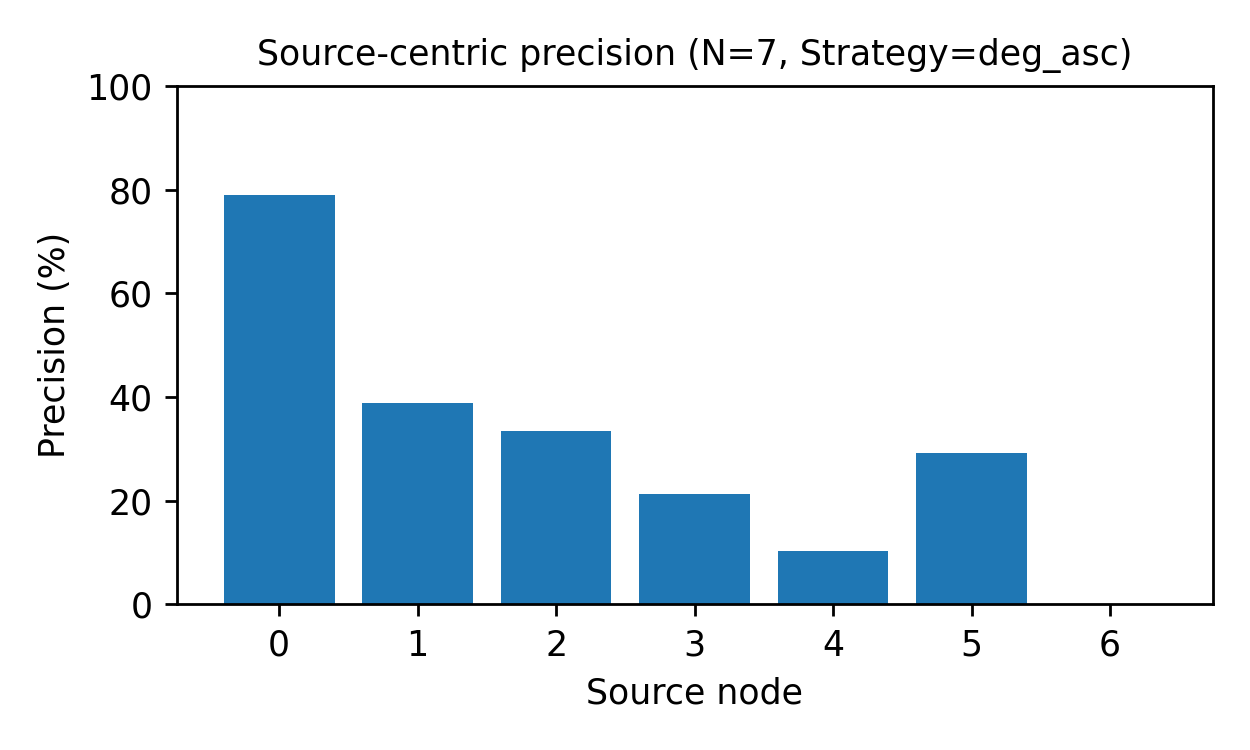 Source-centric precision (N=7, Strategy=deg_asc)
100
80
60
40
20
0
Precision (%)
0 1 2 3 4 5 6
Source node